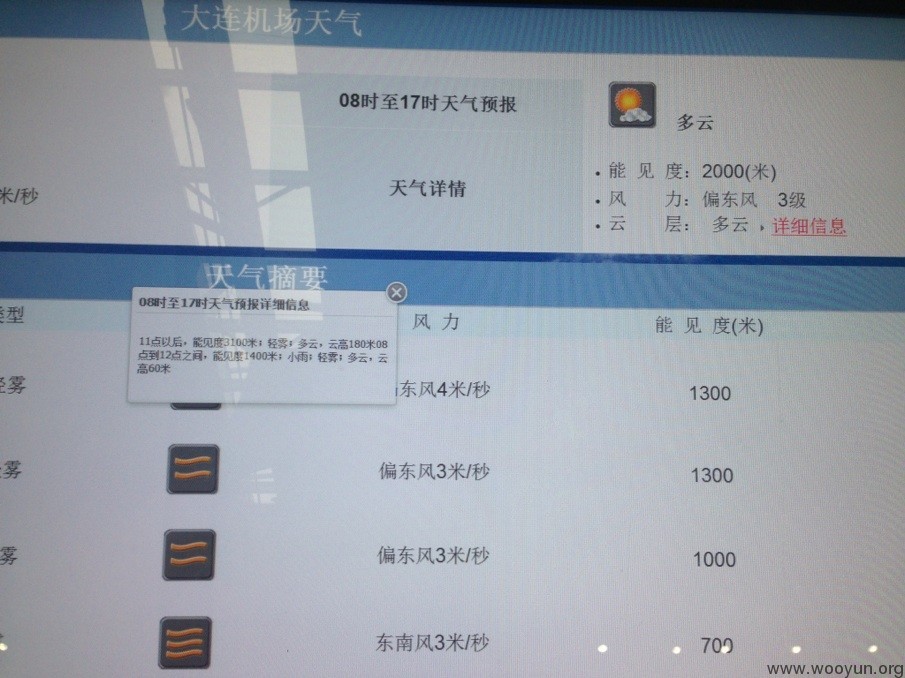 大连机场天气
08时至17时天气预报
多云
米/秒
天气详情
• 能 见 度：2000(米)
• 风 力：偏东风 3级
• 云 层： 多云，详细信息
天气摘要
08时至17时天气预报详细信息
11点以后，能见度3100米；轻雾；多云，云高180米08
点到12点之间，能见度1400米；小雨；轻雾；多云，云
高60米
类型
风 力
能 见 度(米)
轻雾
偏东风4米/秒
1300
轻雾
偏东风3米/秒
1300
雾
偏东风3米/秒
1000
东南风3米/秒
700
www.wooyun.org